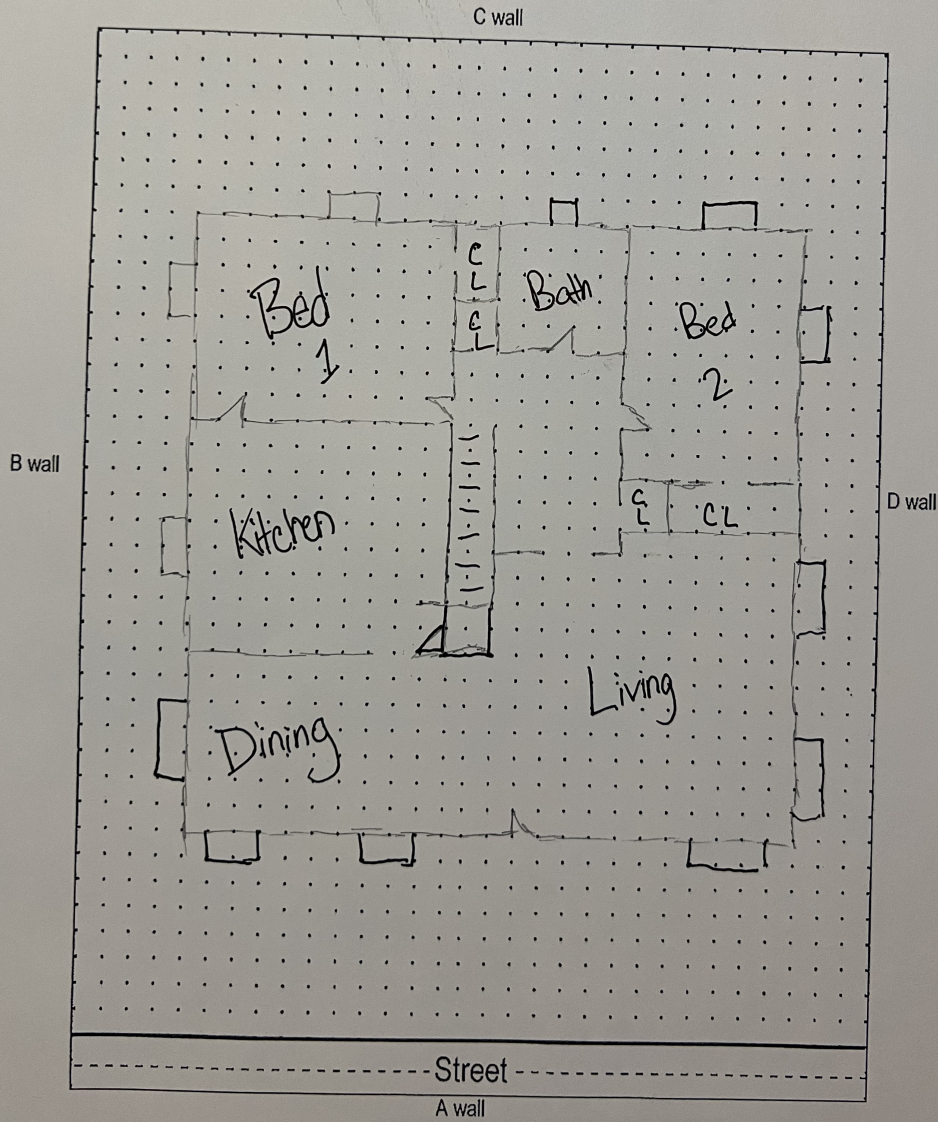 C wall
C
L
C
L
Bath
Bed
1
Bed
2
B wall
D wall
Kitchen
C
L
CL
Living
Dining
Street
A wall